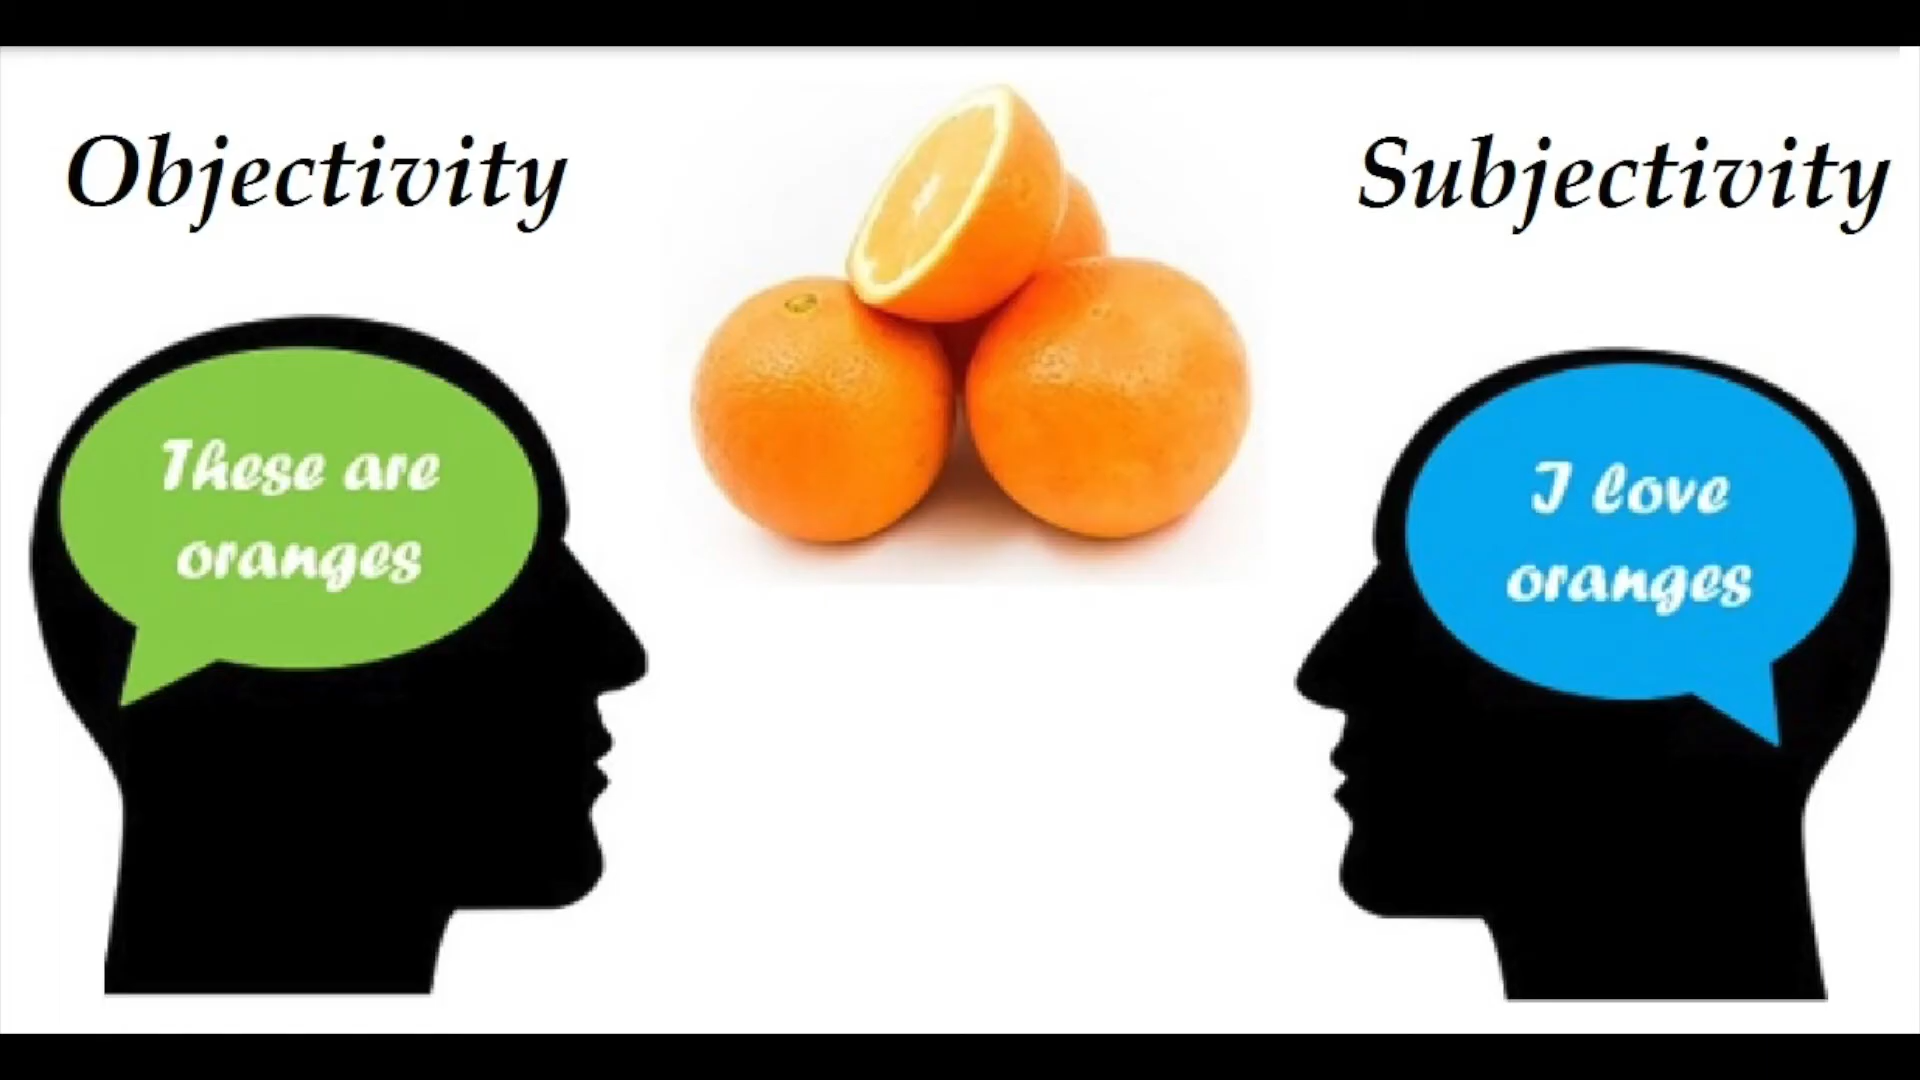 Objectivity
Subjectivity
These are
oranges
I love
oranges